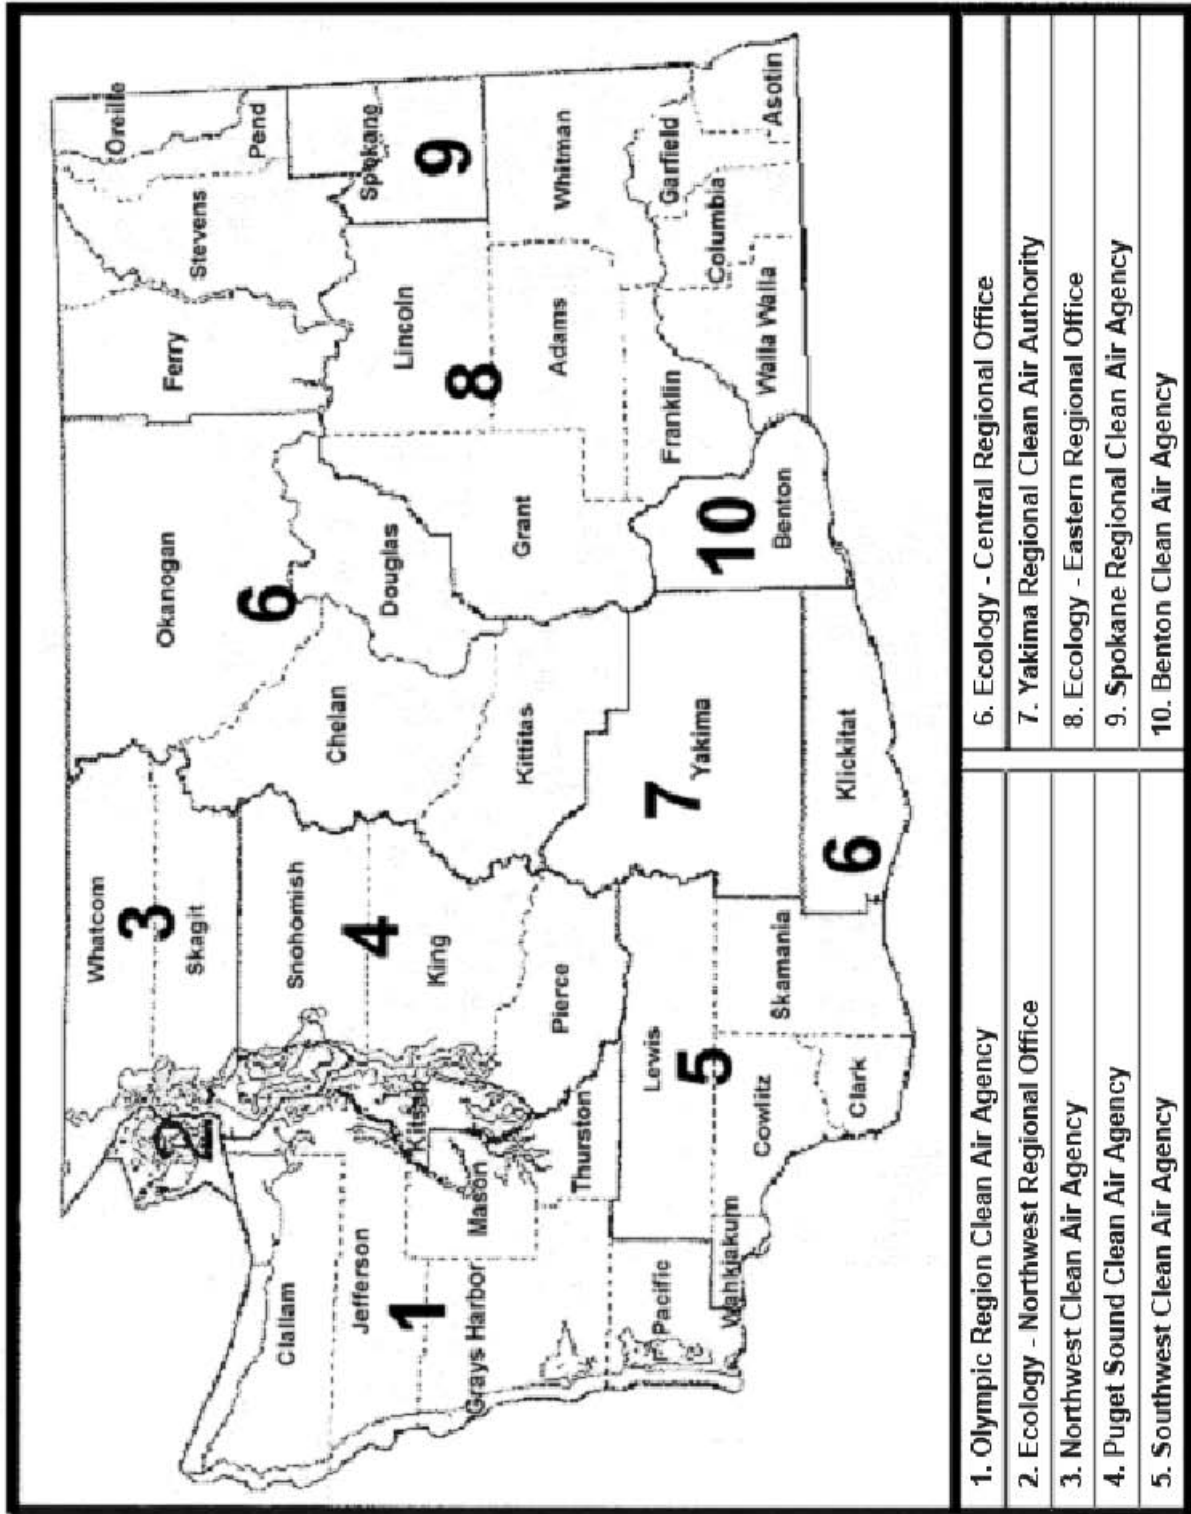 Whatcom
3
Skagit
2
Okanogan
Ferry
Stevens
Pend
Oreille
Clallam
Snohomish
6
Jefferson
4
Chelan
Douglas
Lincoln
Spokane
1
Kitsap
King
8
9
Grays Harbor
Mason
Kittitas
Grant
Adams
Whitman
Thurston
Pierce
Pacific
Lewis
7
Yakima
10
Franklin
Garfield
5
Columbia
Wahkiakum
Cowlitz
Skamania
Benton
Walla Walla
Asotin
Clark
6
Klickitat
1. Olympic Region Clean Air Agency
2. Ecology - Northwest Regional Office
3. Northwest Clean Air Agency
4. Puget Sound Clean Air Agency
5. Southwest Clean Air Agency
6. Ecology - Central Regional Office
7. Yakima Regional Clean Air Authority
8. Ecology - Eastern Regional Office
9. Spokane Regional Clean Air Agency
10. Benton Clean Air Agency